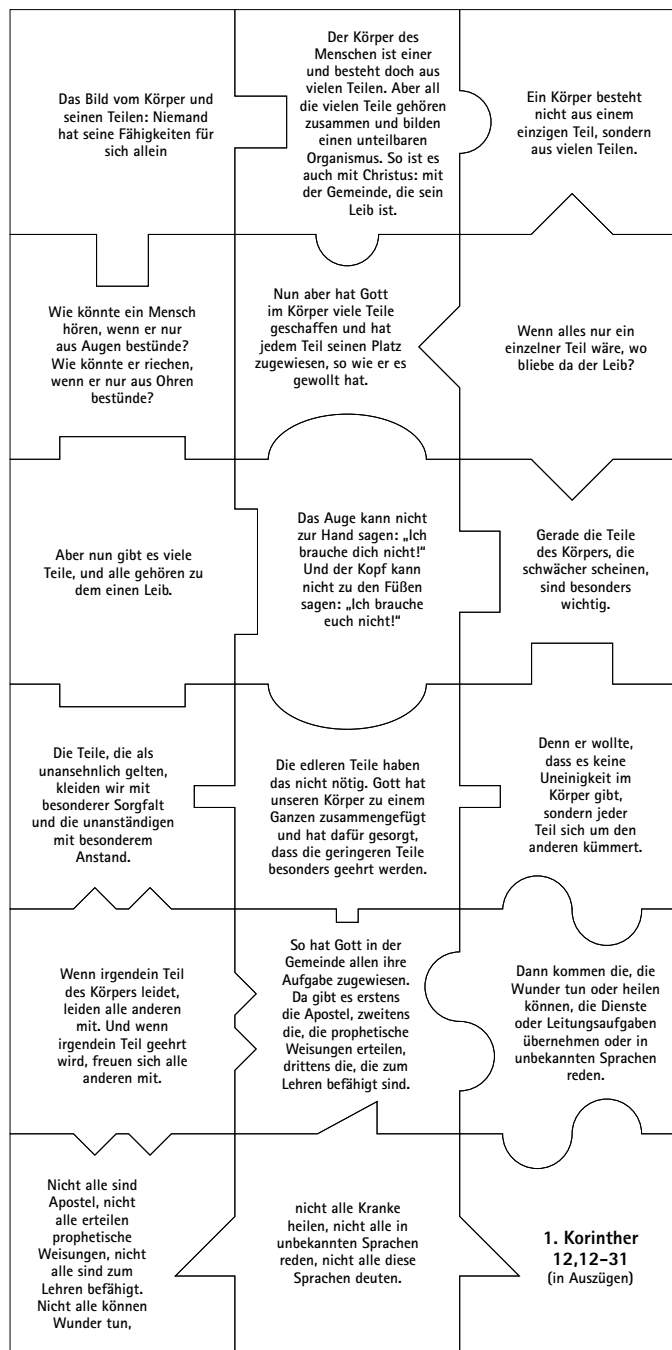 Das Bild vom Körper und
seinen Teilen: Niemand
hat seine Fähigkeiten für
sich allein
Der Körper des
Menschen ist einer
und besteht doch aus
vielen Teilen. Aber all
die vielen Teile gehören
zusammen und bilden
einen unteilbaren
Organismus. So ist es
auch mit Christus: mit
der Gemeinde, die sein
Leib ist.
Ein Körper besteht
nicht aus einem
einzigen Teil, sondern
aus vielen Teilen.
Wie könnte ein Mensch
hören, wenn er nur
aus Augen bestünde?
Wie könnte er riechen,
wenn er nur aus Ohren
bestünde?
Nun aber hat Gott
im Körper viele Teile
geschaffen und hat
jedem Teil seinen Platz
zugewiesen, so wie er es
gewollt hat.
Wenn alles nur ein
einzelner Teil wäre, wo
bliebe da der Leib?
Aber nun gibt es viele
Teile, und alle gehören zu
dem einen Leib.
Das Auge kann nicht
zur Hand sagen: „Ich
brauche dich nicht!“
Und der Kopf kann
nicht zu den Füßen
sagen: „Ich brauche
euch nicht!“
Gerade die Teile
des Körpers, die
schwächer scheinen,
sind besonders
wichtig.
Die Teile, die als
unansehnlich gelten,
kleiden wir mit
besonderer Sorgfalt
und die unanständigen
mit besonderem
Anstand.
Die edleren Teile haben
das nicht nötig. Gott hat
unseren Körper zu einem
Ganzen zusammengefügt
und hat dafür gesorgt,
dass die geringeren Teile
besonders geehrt werden.
Denn er wollte,
dass es keine
Uneinigkeit im
Körper gibt,
sondern jeder
Teil sich um den
anderen kümmert.
Wenn irgendein Teil
des Körpers leidet,
leiden alle anderen
mit. Und wenn
irgendein Teil geehrt
wird, freuen sich alle
anderen mit.
So hat Gott in der
Gemeinde allen ihre
Aufgabe zugewiesen.
Da gibt es erstens
die Apostel, zweitens
die, die prophetische
Weisungen erteilen,
drittens die, die zum
Lehren befähigt sind.
Dann kommen die, die
Wunder tun oder heilen
können, die Dienste
oder Leitungsaufgaben
übernehmen oder in
unbekannten Sprachen
reden.
Nicht alle sind
Apostel, nicht
alle erteilen
prophetische
Weisungen, nicht
alle sind zum
Lehren befähigt.
Nicht alle können
Wunder tun,
nicht alle Kranke
heilen, nicht alle in
unbekannten Sprachen
reden, nicht alle diese
Sprachen deuten.
1. Korinther
12,12–31
(in Auszügen)